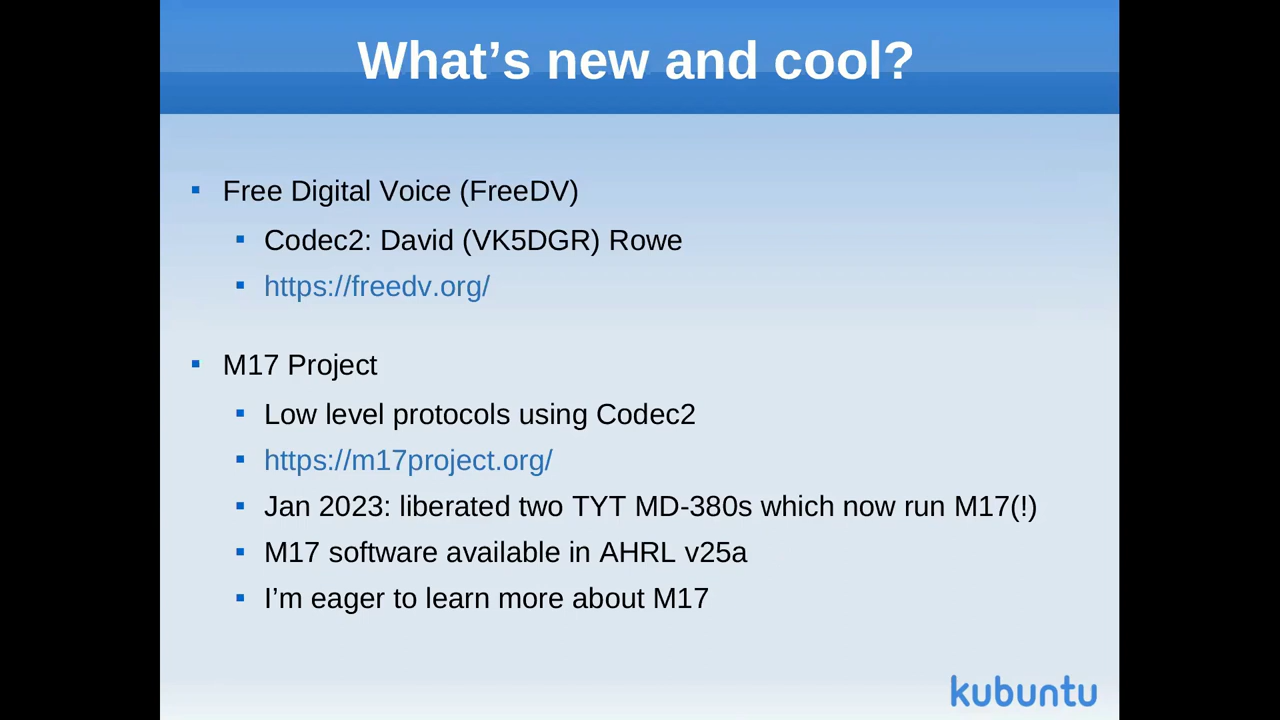 What’s new and cool?
Free Digital Voice (FreeDV)
Codec2: David (VK5DGR) Rowe
https://freedv.org/
M17 Project
Low level protocols using Codec2
https://m17project.org/
Jan 2023: liberated two TYT MD-380s which now run M17(!)
M17 software available in AHRL v25a
I’m eager to learn more about M17
kubuntu